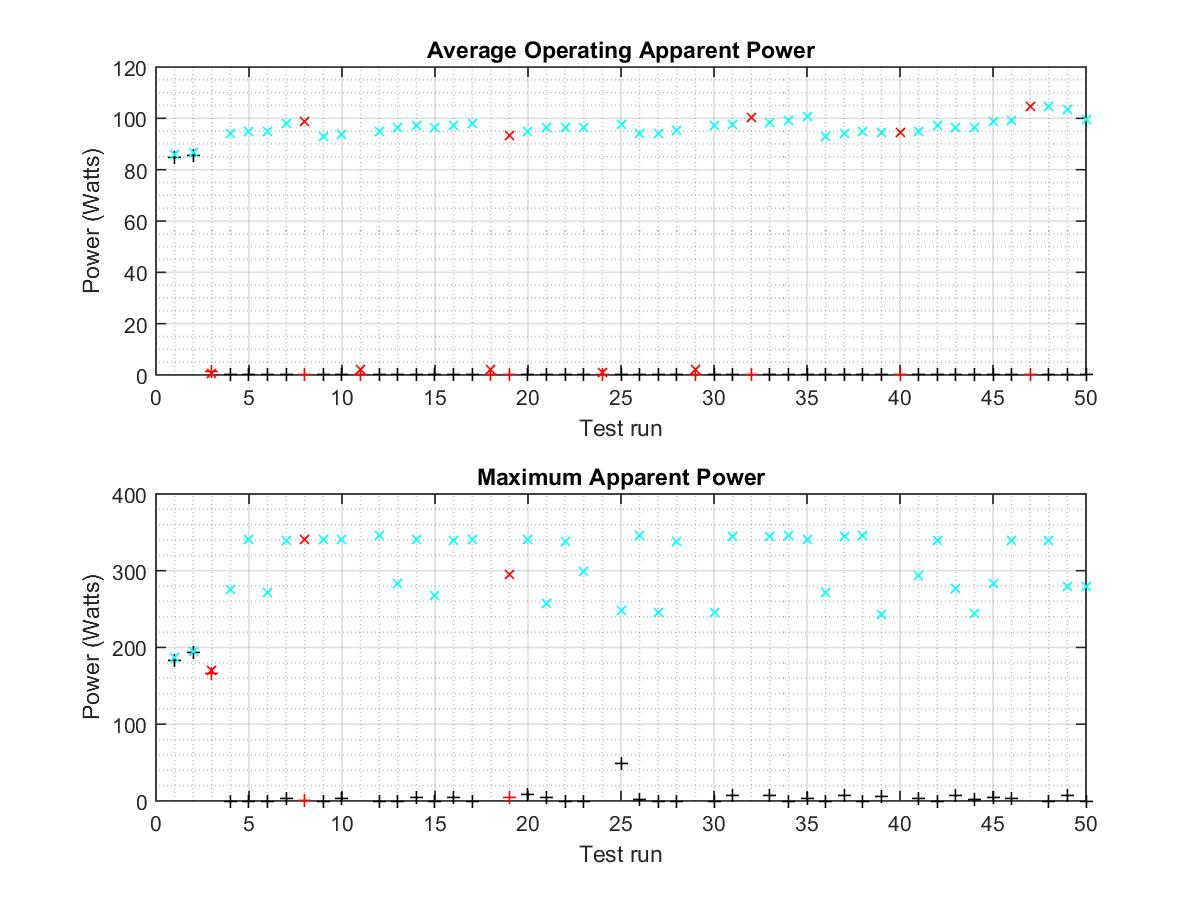 Average Operating Apparent Power
120
100
80
60
40
20
0
Power (Watts)
0 5 10 15 20 25 30 35 40 45 50
Test run
Maximum Apparent Power
400
300
200
100
0
Power (Watts)
0 5 10 15 20 25 30 35 40 45 50
Test run